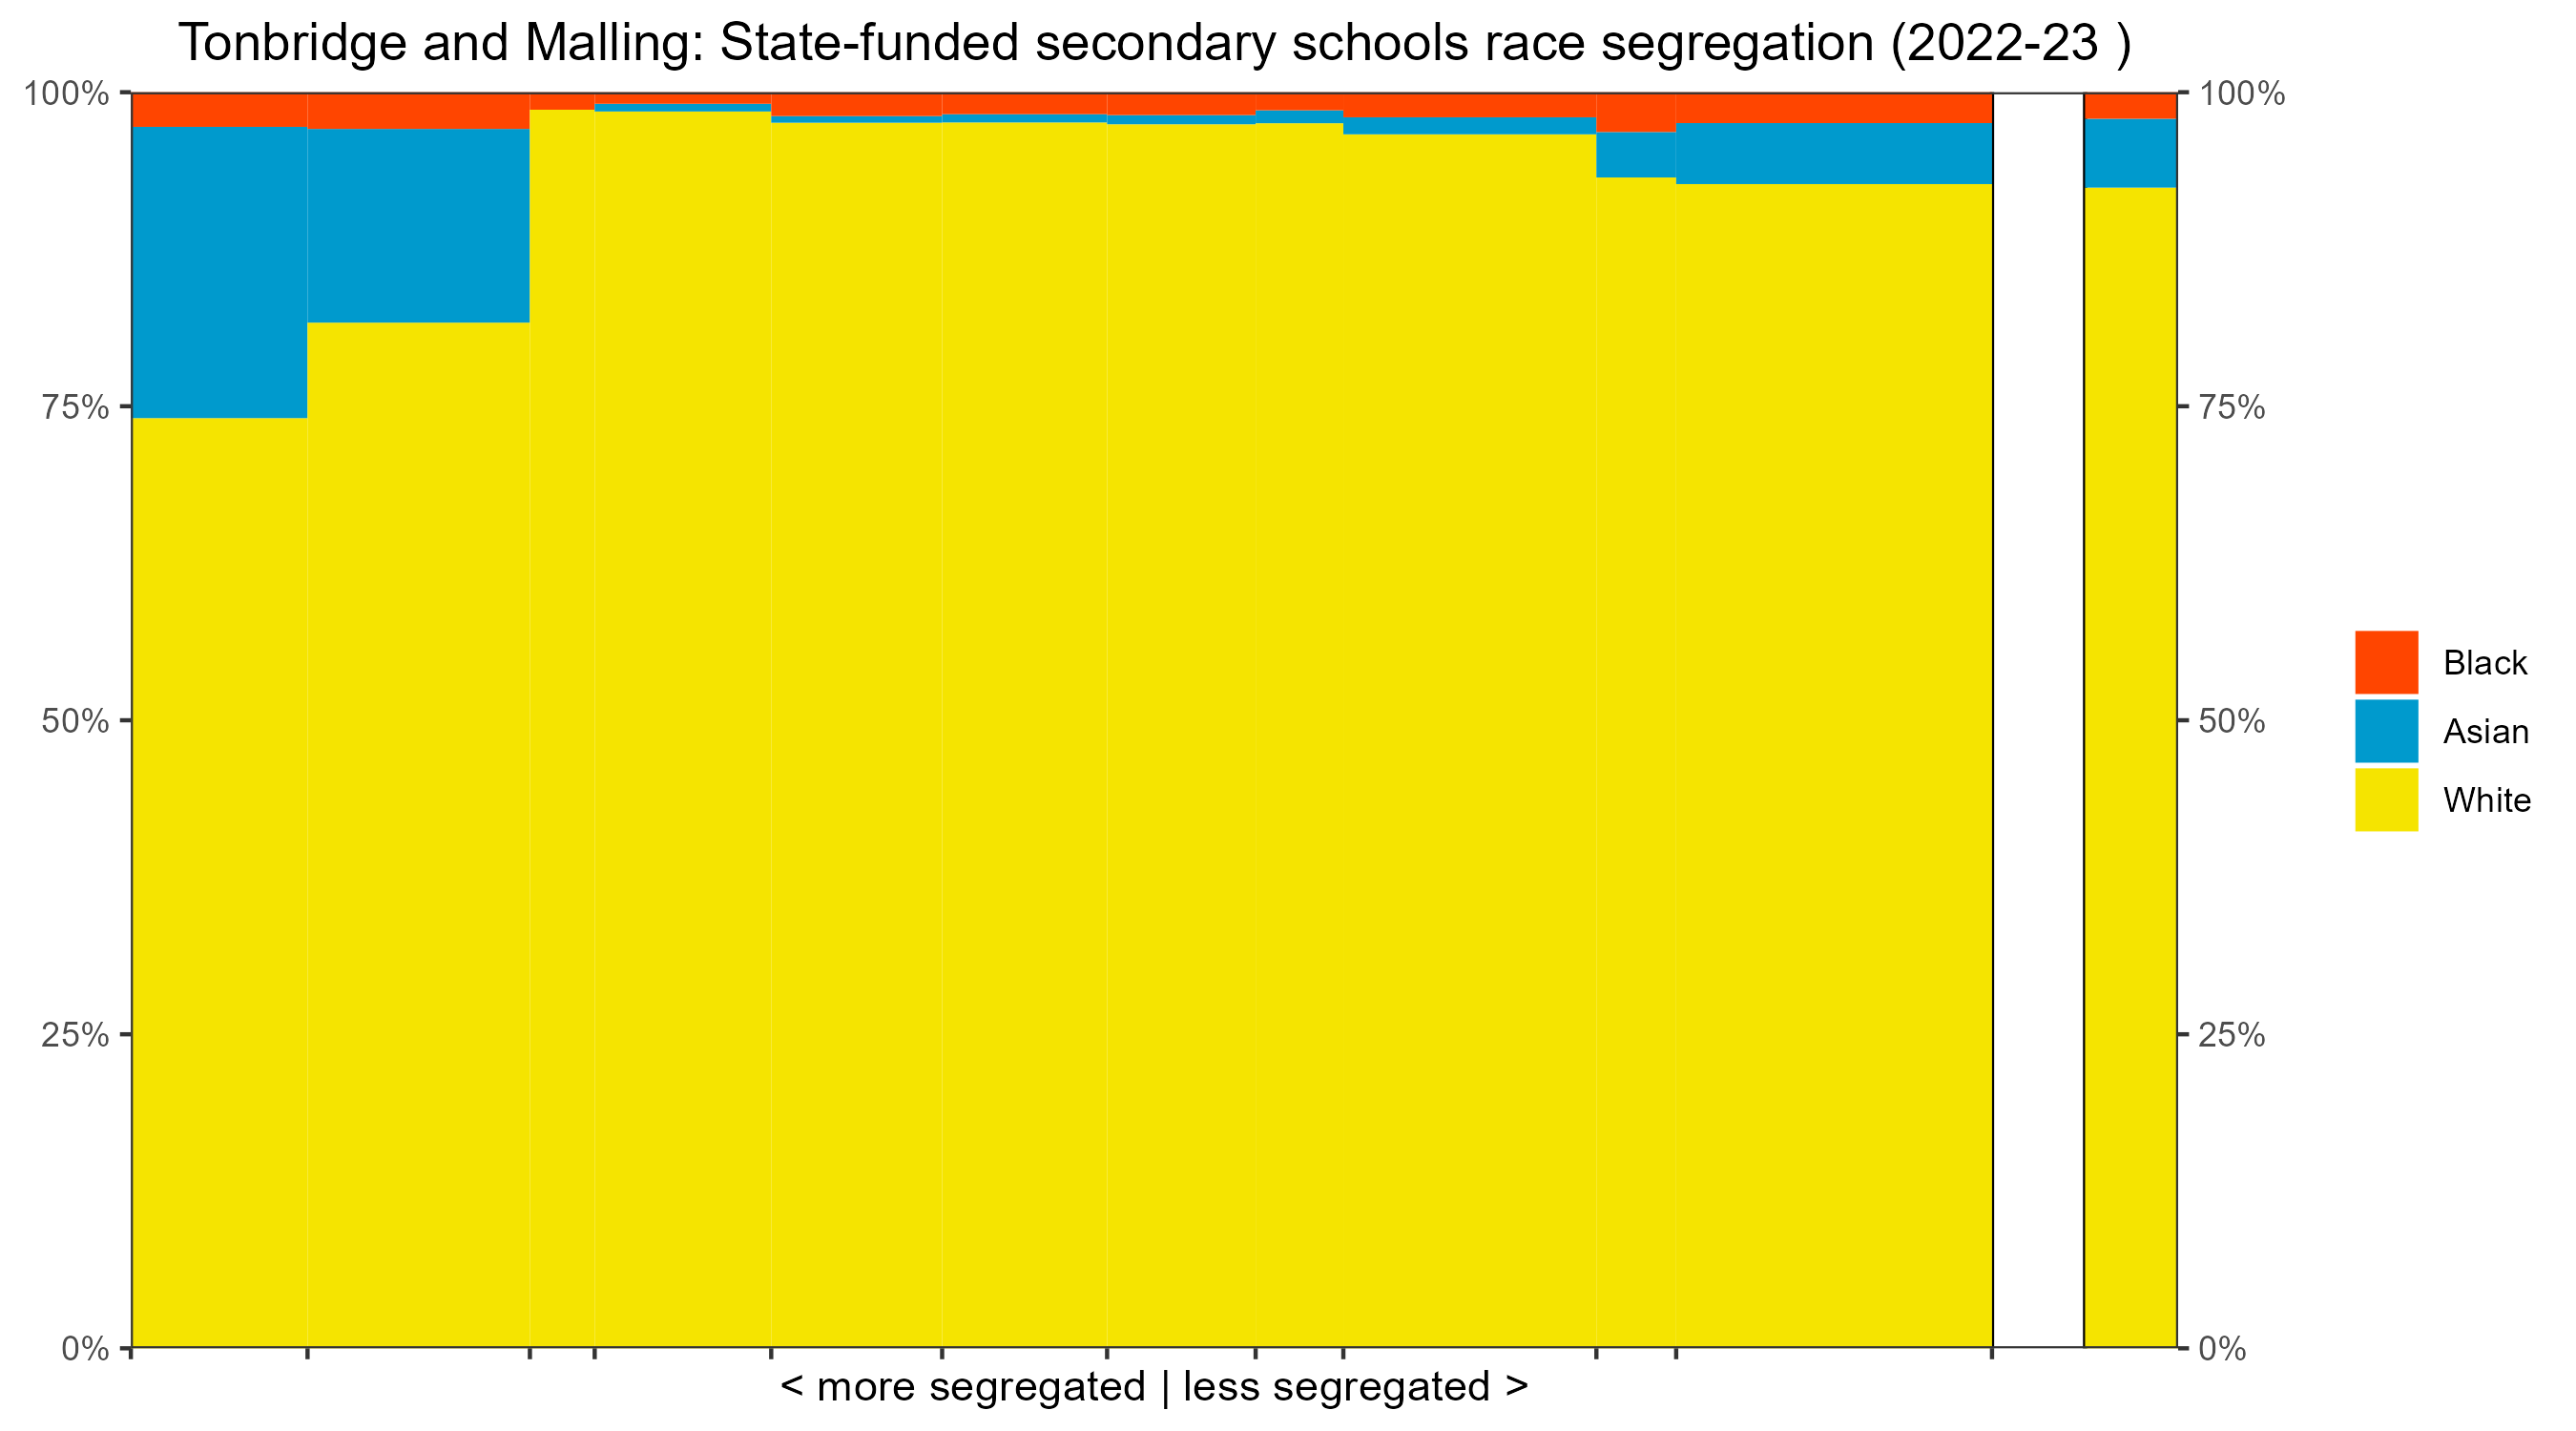 Tonbridge and Malling: State-funded secondary schools race segregation (2022-23 )
100%
75%
50%
25%
0%
100%
75%
50%
25%
0%
Black
Asian
White
< more segregated | less segregated >